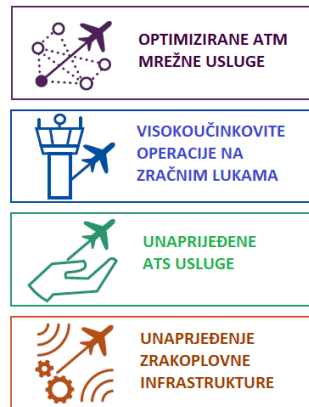 OPTIMIZIRANE ATM
MREŽNE USLUGE
VISOKOUČINKOVITE
OPERACIJE NA
ZRAČNIM LUKAMA
UNAPRIJEĐENE
ATS USLUGE
UNAPRJEĐENJE
ZRAKOPLOVNE
INFRASTRUKTURE